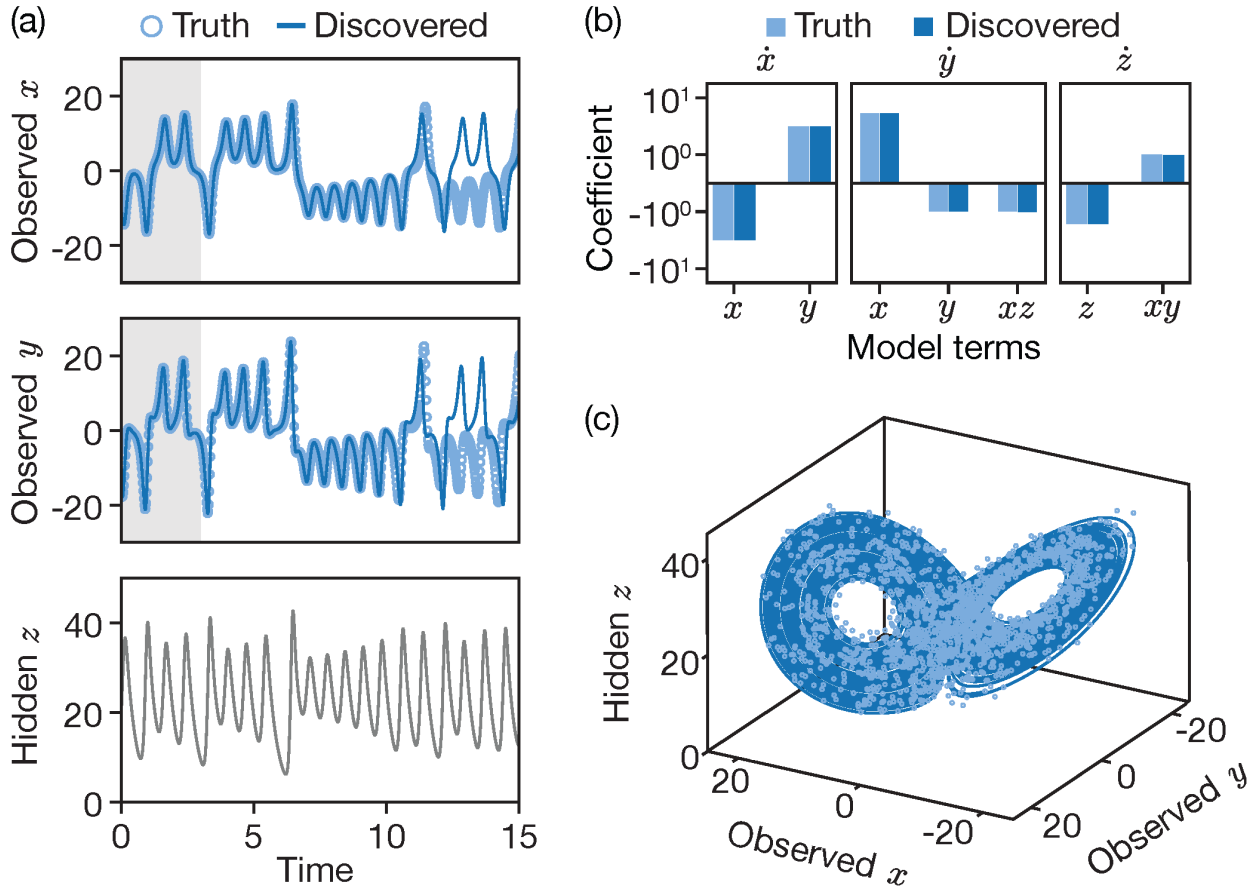 (a)
Truth
Discovered
Observed x
20
0
-20
Observed y
20
0
-20
Hidden z
40
20
0
0 5 10 15
Time
(b)
Truth
Discovered
ẋ ẏ ż
Coefficient
10¹
10⁰
-10⁰
-10¹
x y x y xz z xy
Model terms
(c)
Hidden z
40
20
0
20 0 -20
Observed x
20 0 -20
Observed y